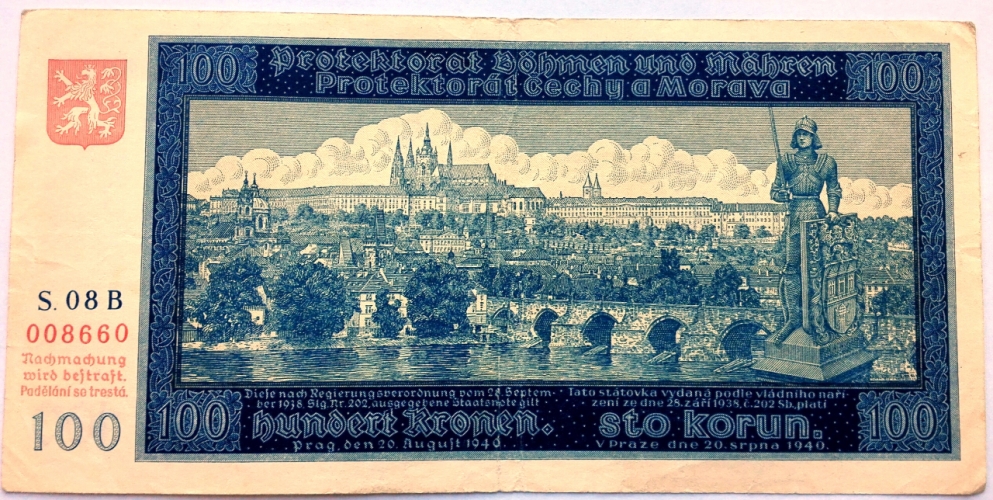 100 Protektorat Böhmen und Mähren 100
Protektorát Čechy a Morava
S. 08 B
008660
Nachmachung
wird bestraft.
Padělání se trestá.
100
Diese nach Regierungsverordnung vom 28. Septem-
ber 1938, Slg. Nr. 202, ausgegebene Staatsnote gilt
hundert Kronen.
Prag, den 20. August 1940.
Tato státovka vydaná podle vládního naří-
zení ze dne 28. září 1938, č. 202 Sb., platí
sto korun.
V Praze dne 20. srpna 1940.
100 100